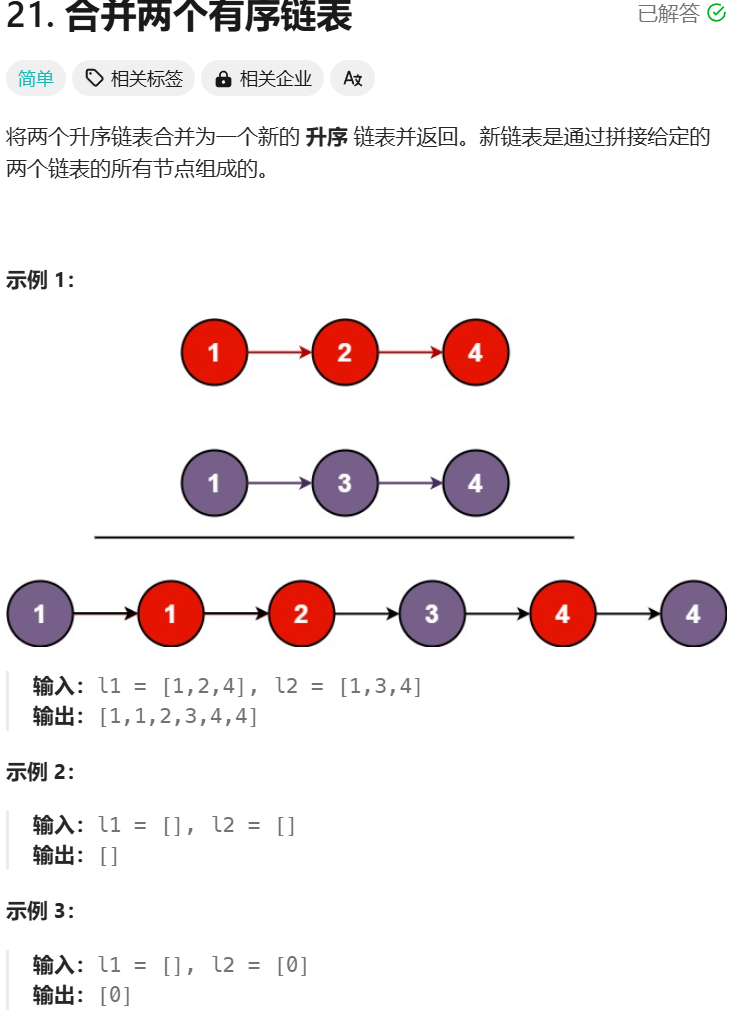 21. 合并两个有序链表
已解答
简单
相关标签
相关企业
Aあ
将两个升序链表合并为一个新的 升序 链表并返回。新链表是通过拼接给定的
两个链表的所有节点组成的。
示例 1：
1 2 4
1 3 4
1 1 2 3 4 4
输入：l1 = [1,2,4], l2 = [1,3,4]
输出：[1,1,2,3,4,4]
示例 2：
输入：l1 = [], l2 = []
输出：[]
示例 3：
输入：l1 = [], l2 = [0]
输出：[0]